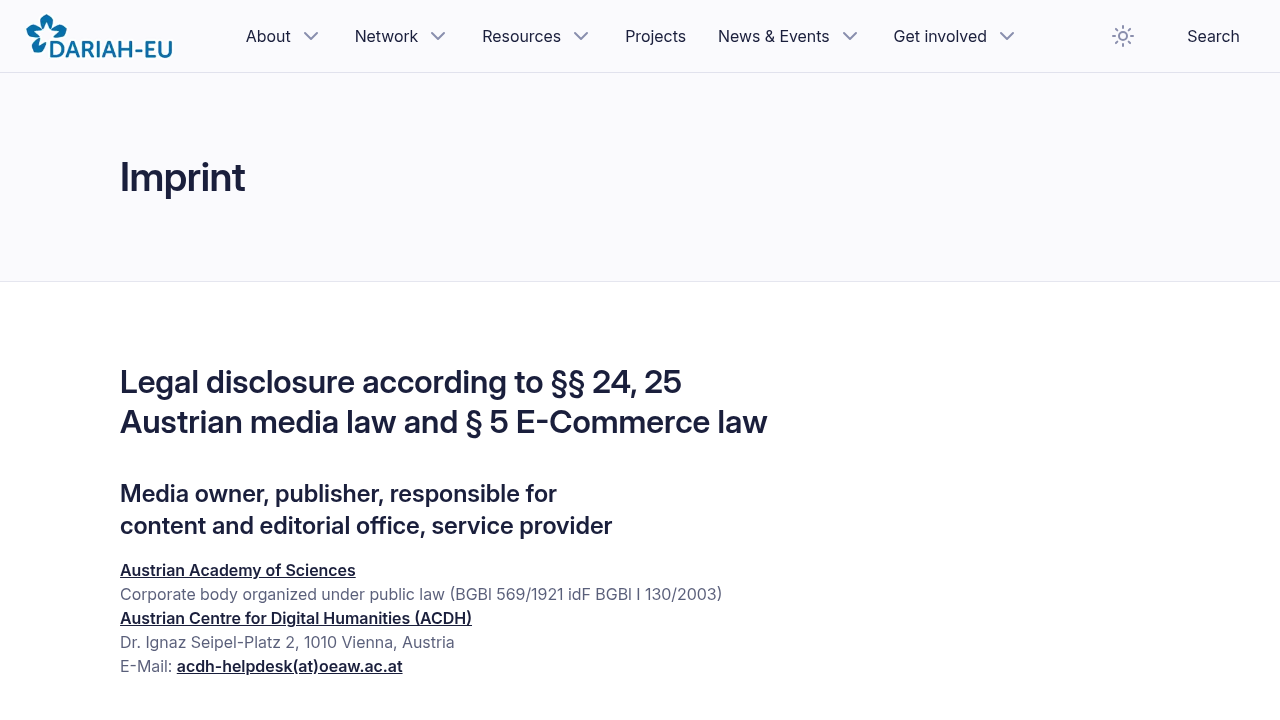 DARIAH-EU
About
Network
Resources
Projects
News & Events
Get involved
Search
Imprint
Legal disclosure according to §§ 24, 25
Austrian media law and § 5 E-Commerce law
Media owner, publisher, responsible for
content and editorial office, service provider
Austrian Academy of Sciences
Corporate body organized under public law (BGBl 569/1921 idF BGBl I 130/2003)
Austrian Centre for Digital Humanities (ACDH)
Dr. Ignaz Seipel-Platz 2, 1010 Vienna, Austria
E-Mail: acdh-helpdesk(at)oeaw.ac.at